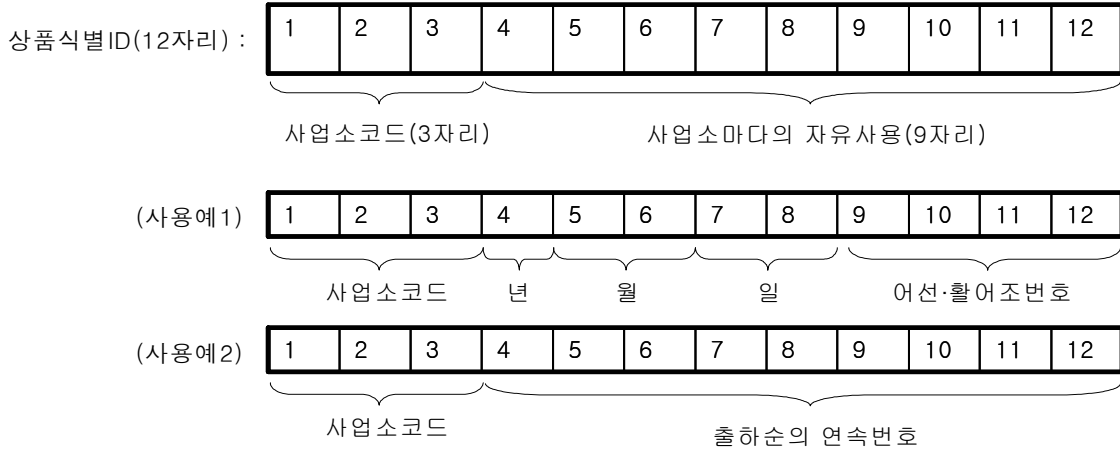 상품식별ID(12자리) : 1 2 3 4 5 6 7 8 9 10 11 12
사업소코드(3자리) 사업소마다의 자유사용(9자리)
(사용예1) 1 2 3 4 5 6 7 8 9 10 11 12
사업소코드 년 월 일 어선·활어조번호
(사용예2) 1 2 3 4 5 6 7 8 9 10 11 12
사업소코드 출하순의 연속번호